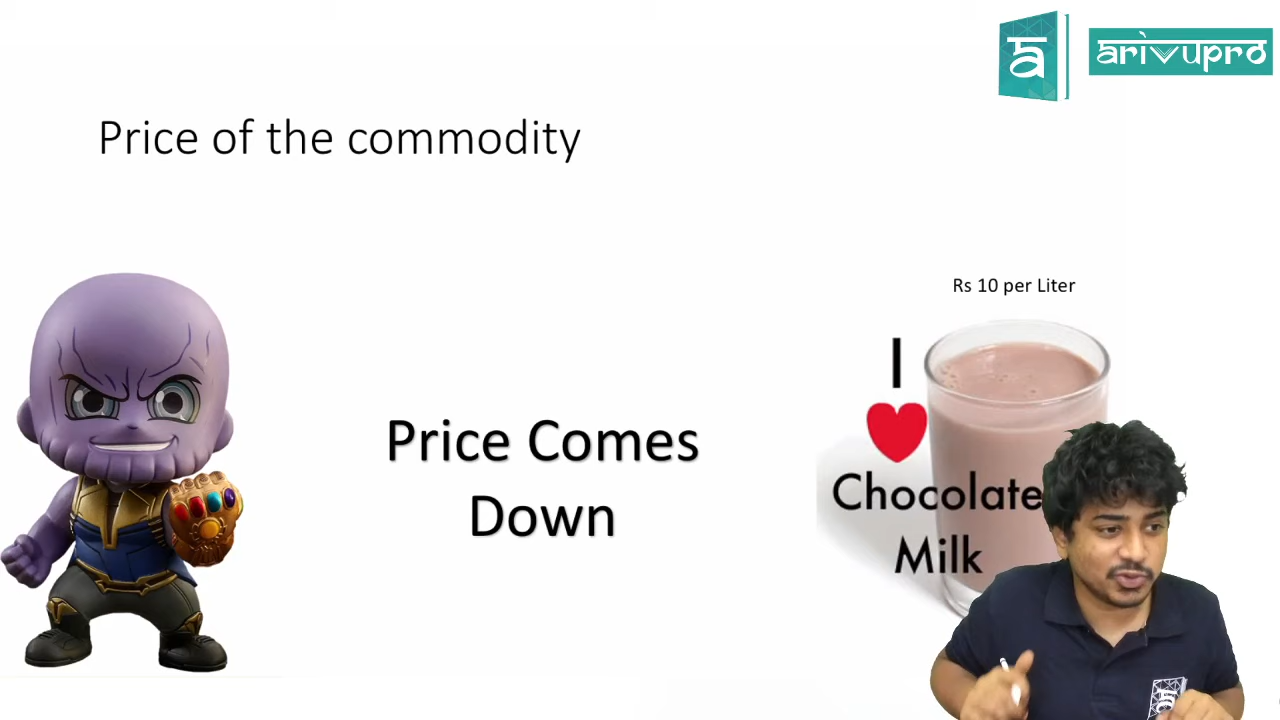 arivupro
Price of the commodity
Rs 10 per Liter
Price Comes
Down
I
Chocolate
Milk